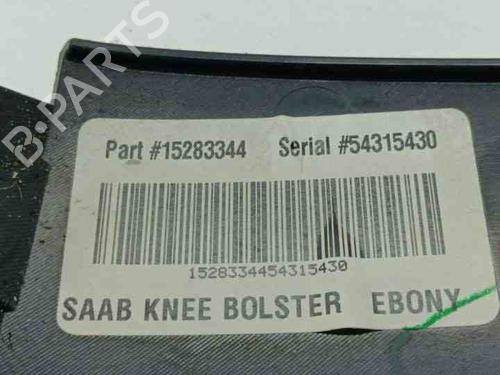 B-PARTS
Part #15283344 Serial #54315430
1528334454315430
SAAB KNEE BOLSTER EBONY